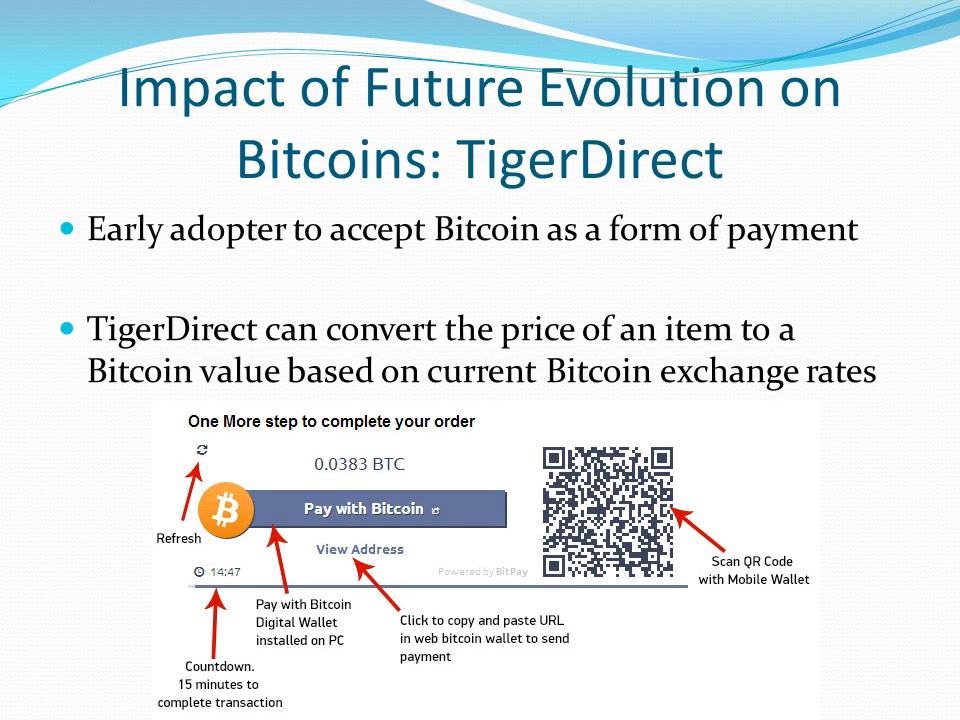 Impact of Future Evolution on
Bitcoins: TigerDirect
Early adopter to accept Bitcoin as a form of payment
TigerDirect can convert the price of an item to a
Bitcoin value based on current Bitcoin exchange rates
One More step to complete your order
0.0383 BTC
Pay with Bitcoin
Refresh
View Address
14:47
Powered by BitPay
Scan QR Code
with Mobile Wallet
Pay with Bitcoin
Digital Wallet
installed on PC
Click to copy and paste URL
in web bitcoin wallet to send
payment
Countdown.
15 minutes to
complete transaction